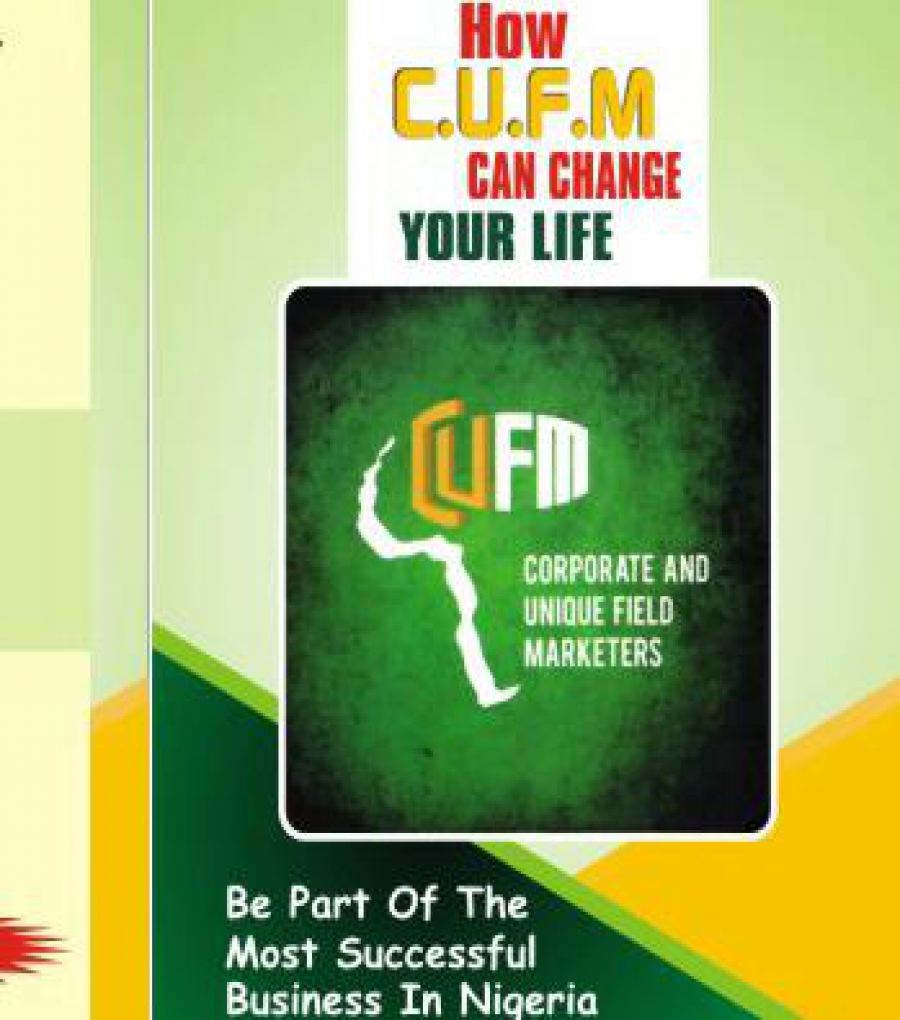 How
C.U.F.M
CAN CHANGE
YOUR LIFE
CUFM
CORPORATE AND
UNIQUE FIELD
MARKETERS
Be Part Of The
Most Successful
Business In Nigeria